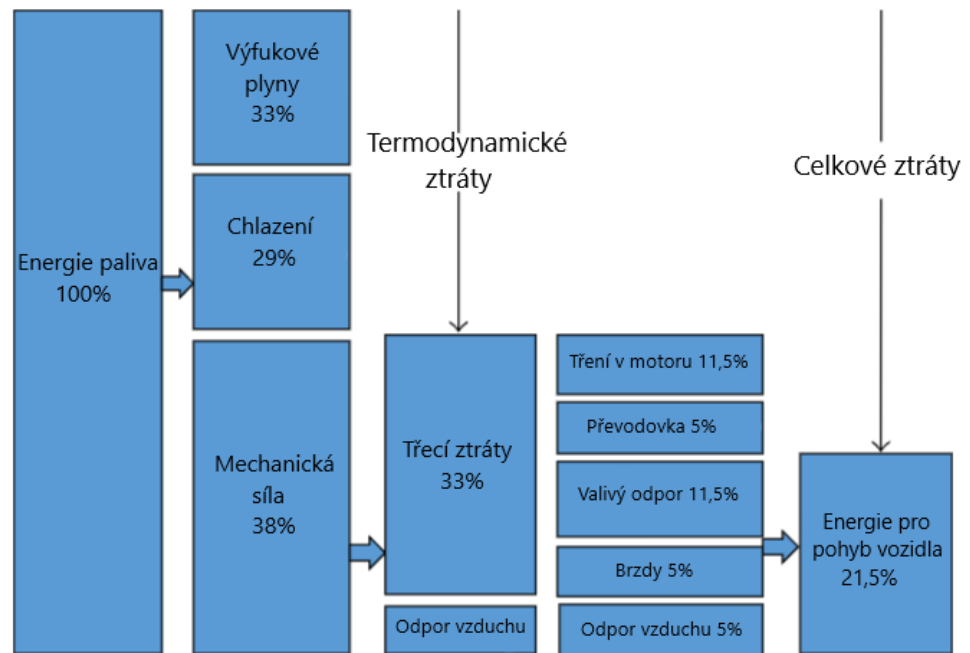 Energie paliva
100%
Výfukové
plyny
33%
Chlazení
29%
Mechanická
síla
38%
Termodynamické
ztráty
Třecí ztráty
33%
Odpor vzduchu
Tření v motoru 11,5%
Převodovka 5%
Valivý odpor 11,5%
Brzdy 5%
Odpor vzduchu 5%
Celkové ztráty
Energie pro
pohyb vozidla
21,5%